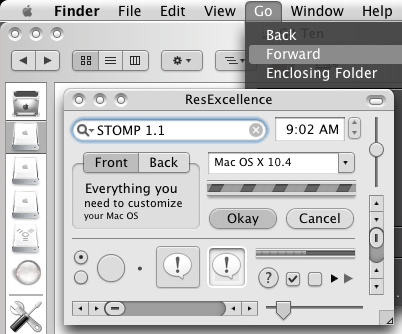 Finder File Edit View Go Window Help
Back
Forward
Enclosing Folder
Ten
ResExcellence
STOMP 1.1
9:02 AM
Front Back
Mac OS X 10.4
Everything you
need to customize
your Mac OS
Okay Cancel
! ! ?